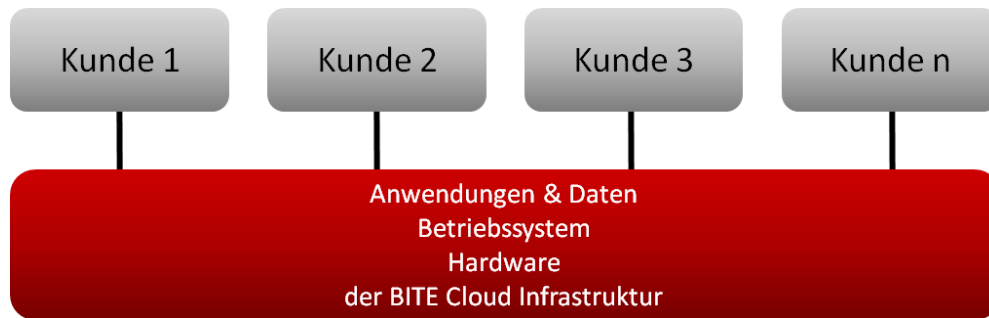 Kunde 1
Kunde 2
Kunde 3
Kunde n
Anwendungen & Daten
Betriebssystem
Hardware
der BITE Cloud Infrastruktur